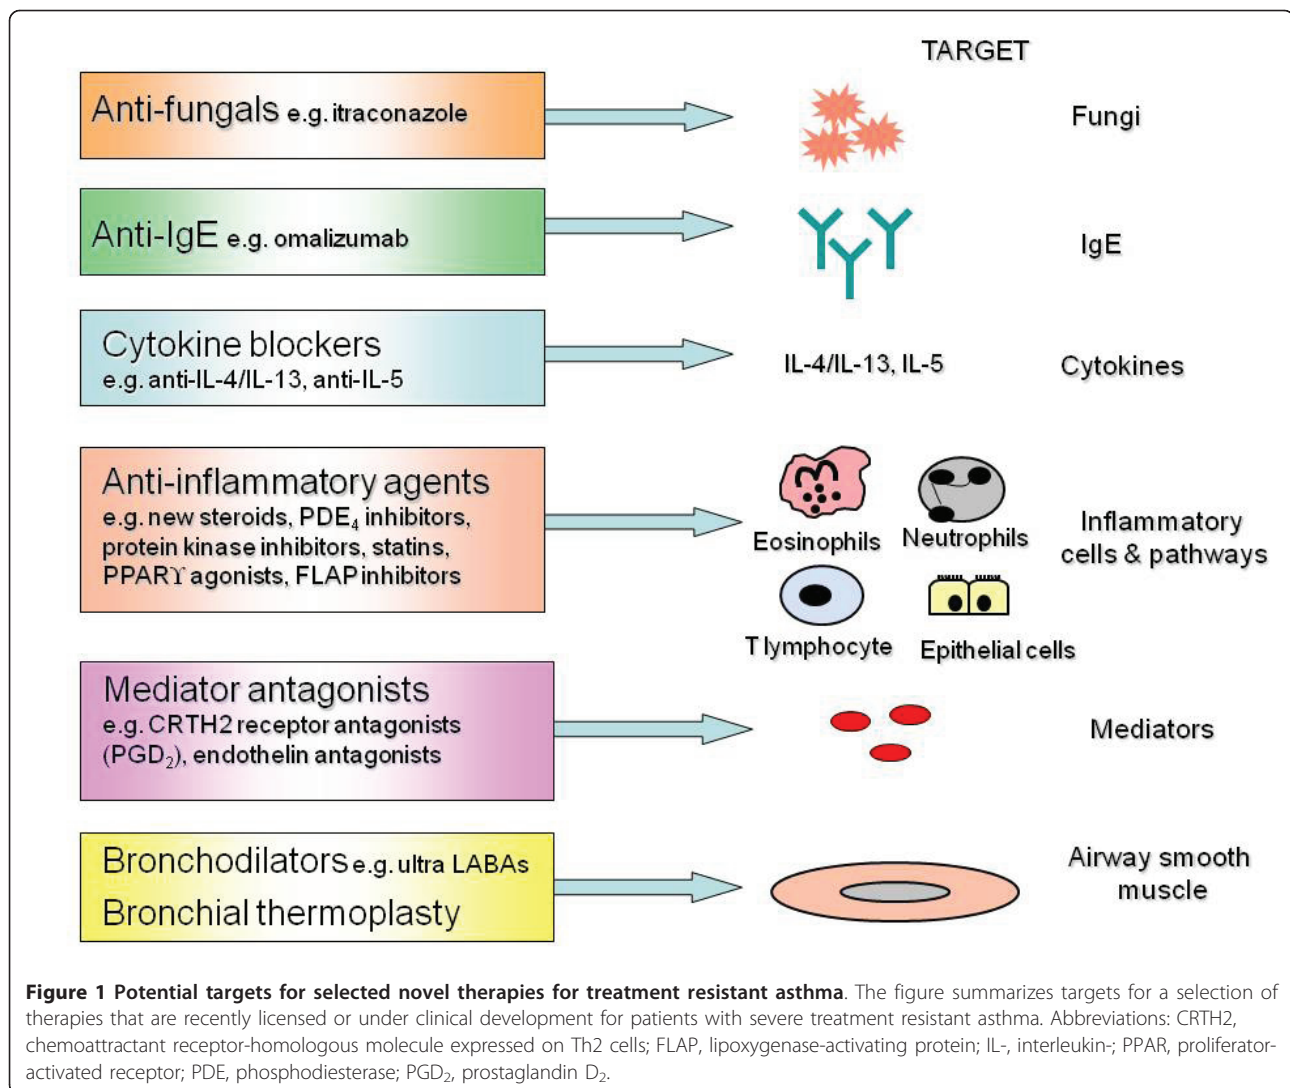 TARGET
Anti-fungals e.g. itraconazole
Fungi
Anti-IgE e.g. omalizumab
IgE
Cytokine blockers
e.g. anti-IL-4/IL-13, anti-IL-5
IL-4/IL-13, IL-5
Cytokines
Anti-inflammatory agents
e.g. new steroids, PDE₄ inhibitors,
protein kinase inhibitors, statins,
PPARϒ agonists, FLAP inhibitors
Eosinophils
Neutrophils
T lymphocyte
Epithelial cells
Inflammatory
cells & pathways
Mediator antagonists
e.g. CRTH2 receptor antagonists
(PGD₂), endothelin antagonists
Mediators
Bronchodilators e.g. ultra LABAs
Bronchial thermoplasty
Airway smooth
muscle
Figure 1 Potential targets for selected novel therapies for treatment resistant asthma. The figure summarizes targets for a selection of
therapies that are recently licensed or under clinical development for patients with severe treatment resistant asthma. Abbreviations: CRTH2,
chemoattractant receptor-homologous molecule expressed on Th2 cells; FLAP, lipoxygenase-activating protein; IL-, interleukin-; PPAR, proliferator-
activated receptor; PDE, phosphodiesterase; PGD₂, prostaglandin D₂.